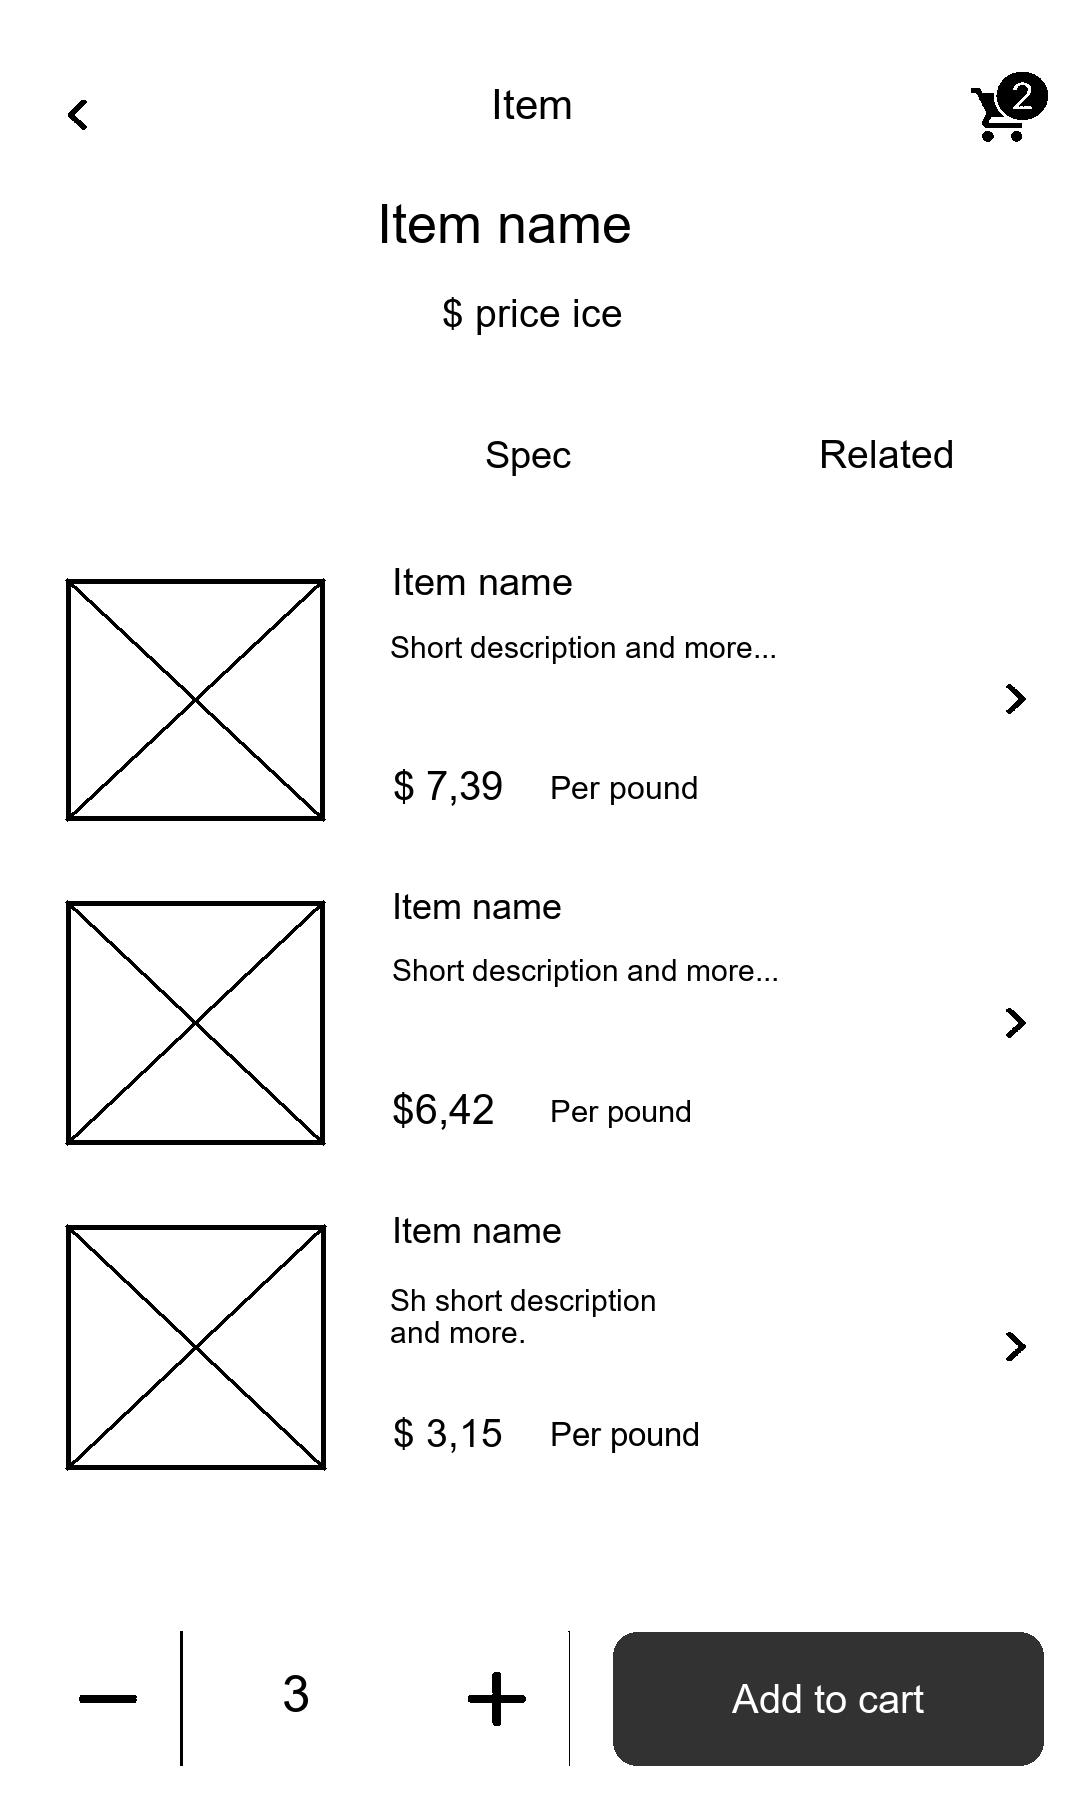 Item
2
Item name
$ price ice
Spec
Related
Item name
Short description and more...
$ 7,39
Per pound
Item name
Short description and more...
$6,42
Per pound
Item name
Sh short description
and more.
$ 3,15
Per pound
3
Add to cart